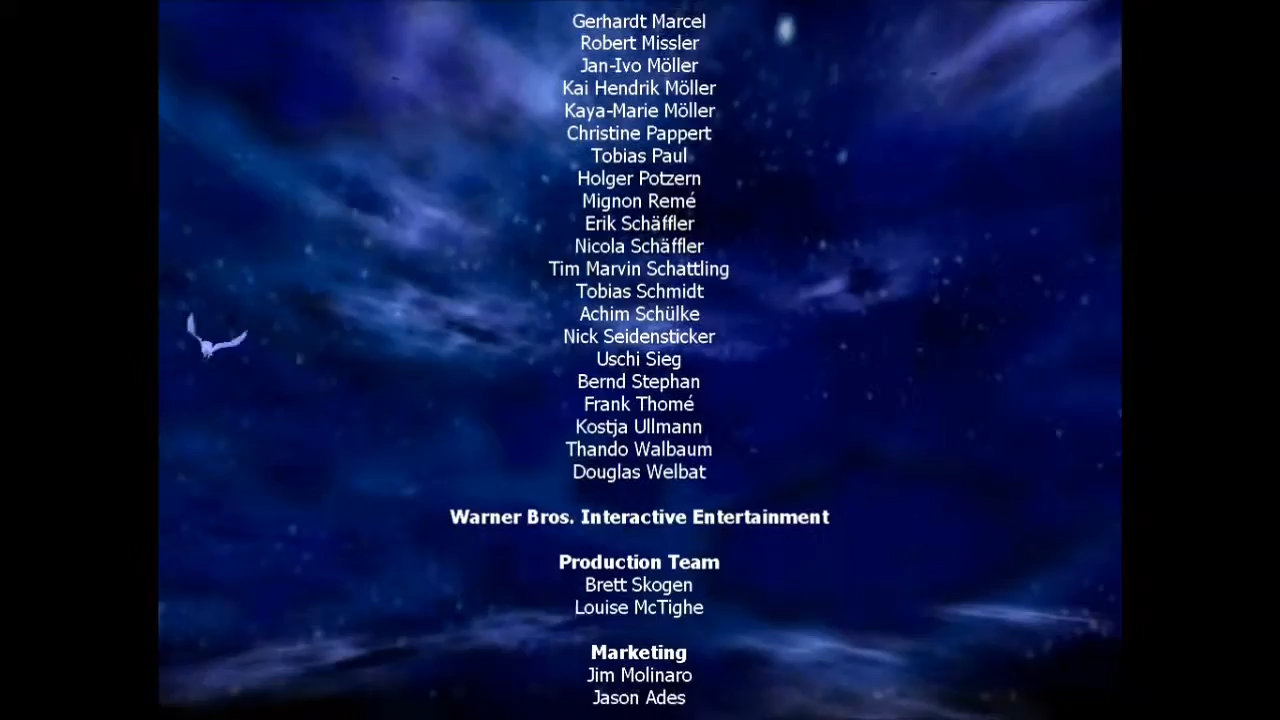 Gerhardt Marcel
Robert Missler
Jan-Ivo Möller
Kai Hendrik Möller
Kaya-Marie Möller
Christine Pappert
Tobias Paul
Holger Potzern
Mignon Remé
Erik Schäffler
Nicola Schäffler
Tim Marvin Schattling
Tobias Schmidt
Achim Schülke
Nick Seidensticker
Uschi Sieg
Bernd Stephan
Frank Thomé
Kostja Ullmann
Thando Walbaum
Douglas Welbat
Warner Bros. Interactive Entertainment
Production Team
Brett Skogen
Louise McTighe
Marketing
Jim Molinaro
Jason Ades